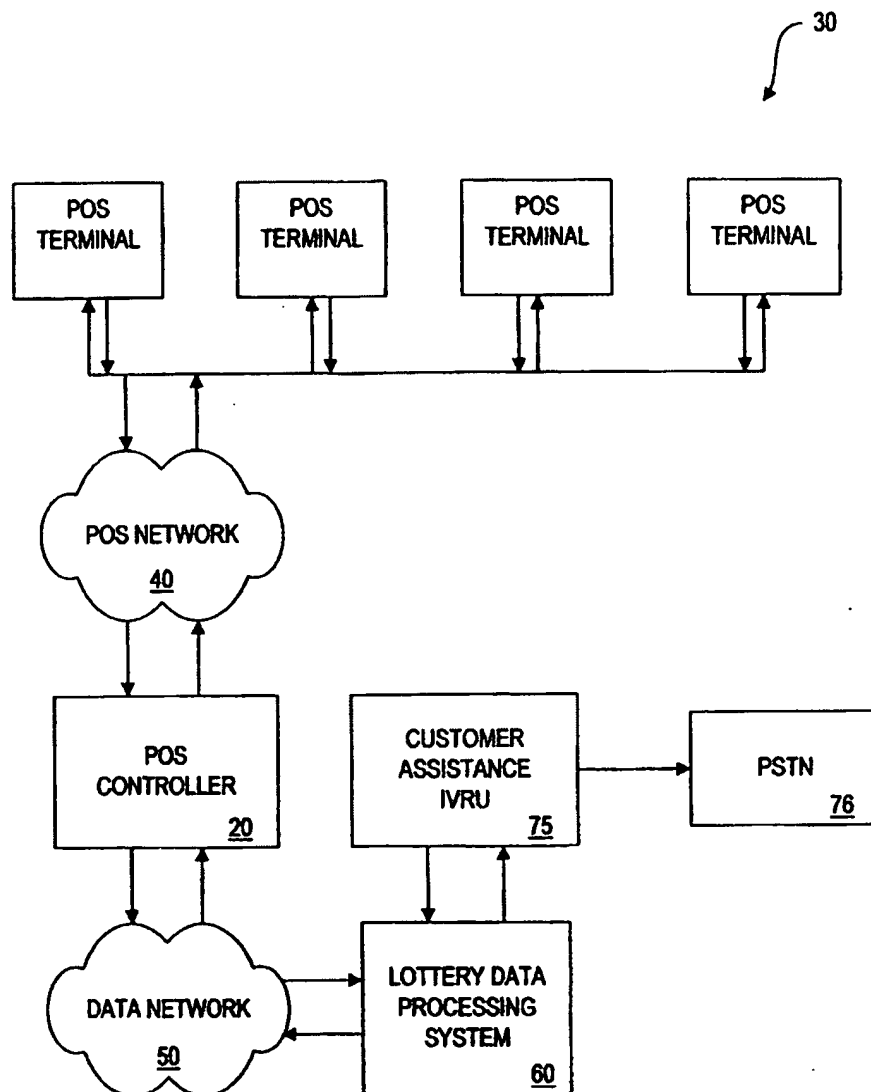 30
POS
TERMINAL
POS
TERMINAL
POS
TERMINAL
POS
TERMINAL
POS NETWORK
40
POS
CONTROLLER
20
CUSTOMER
ASSISTANCE
IVRU
75
PSTN
76
DATA NETWORK
50
LOTTERY DATA
PROCESSING
SYSTEM
60